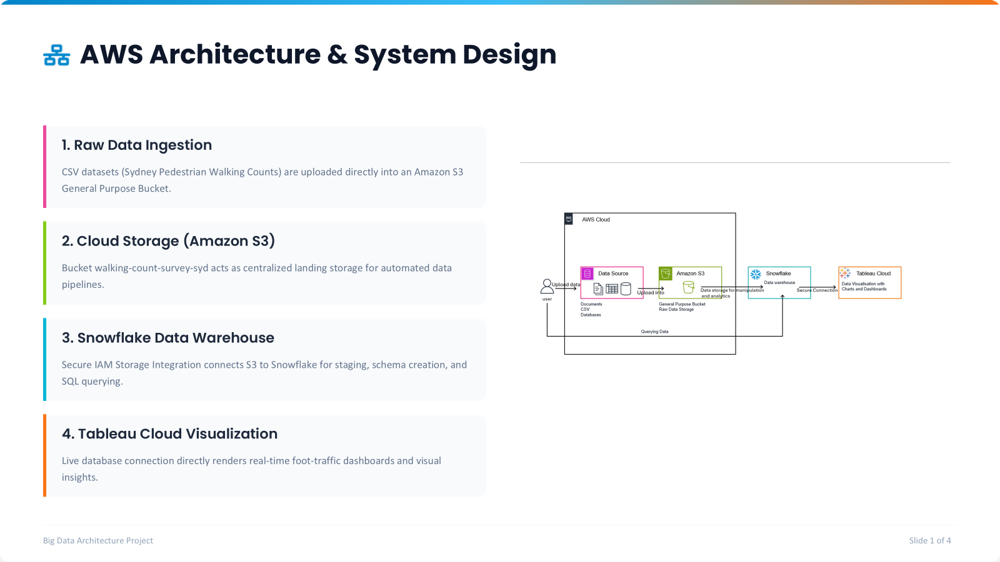 AWS Architecture & System Design
1. Raw Data Ingestion
CSV datasets (Sydney Pedestrian Walking Counts) are uploaded directly into an Amazon S3
General Purpose Bucket.
2. Cloud Storage (Amazon S3)
Bucket walking-count-survey-syd acts as centralized landing storage for automated data
pipelines.
3. Snowflake Data Warehouse
Secure IAM Storage Integration connects S3 to Snowflake for staging, schema creation, and
SQL querying.
4. Tableau Cloud Visualization
Live database connection directly renders real-time foot-traffic dashboards and visual
insights.
aws
AWS Cloud
user
Upload data
Data Source
Documents
CSV
Databases
Upload into
Amazon S3
General Purpose Bucket
Raw Data Storage
Data storage for manipulation
and analytics
Snowflake
Data warehouse
Secure Connection
Tableau Cloud
Data Visualisation with
Charts and Dashboards
Querying Data
Big Data Architecture Project
Slide 1 of 4